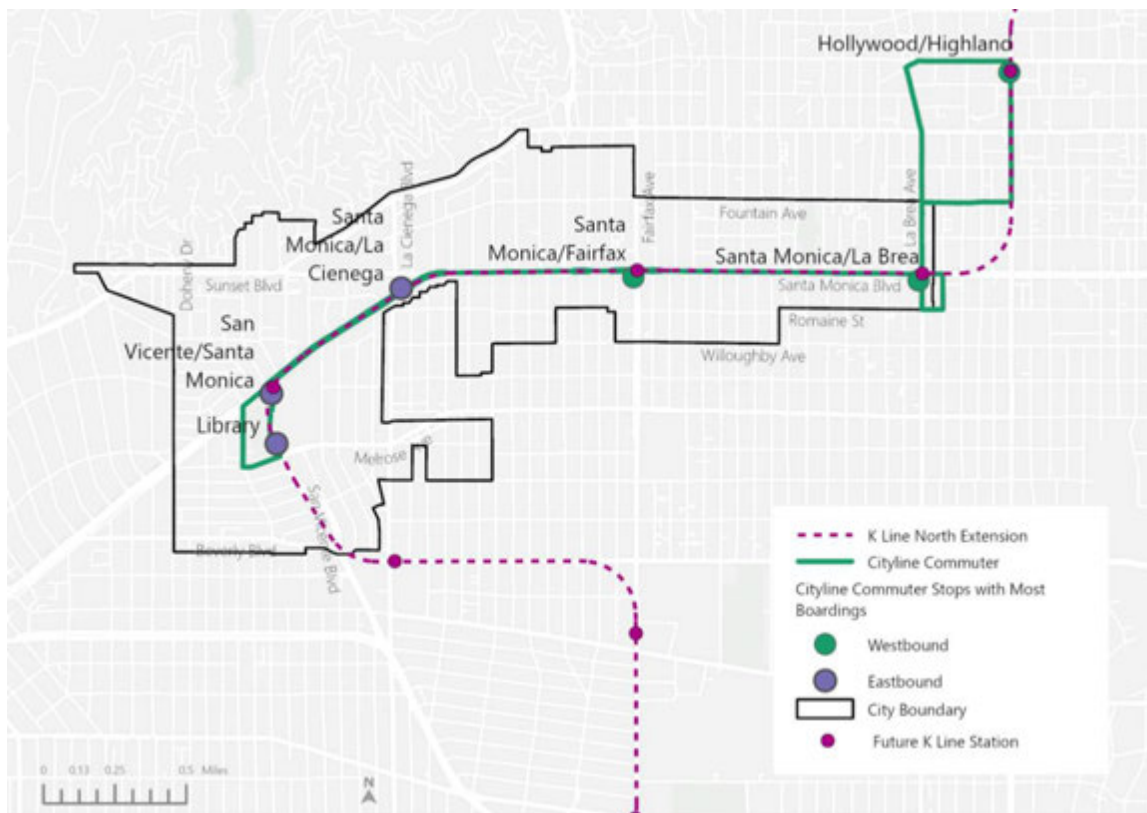 Hollywood/Highland
Santa
Monica/La
Cienega
La Cienega Blvd
Santa
Monica/Fairfax
Fairfax Ave
Fountain Ave
La Brea Ave
Santa Monica/La Brea
Santa Monica Blvd
Romaine St
Willoughby Ave
Doheny Dr
Sunset Blvd
San
Vicente/Santa
Monica
Library
Melrose
San Vicente Blvd
Beverly Blvd
K Line North Extension
Cityline Commuter
Cityline Commuter Stops with Most
Boardings
Westbound
Eastbound
City Boundary
Future K Line Station
0 0.13 0.25 0.5 Miles
N